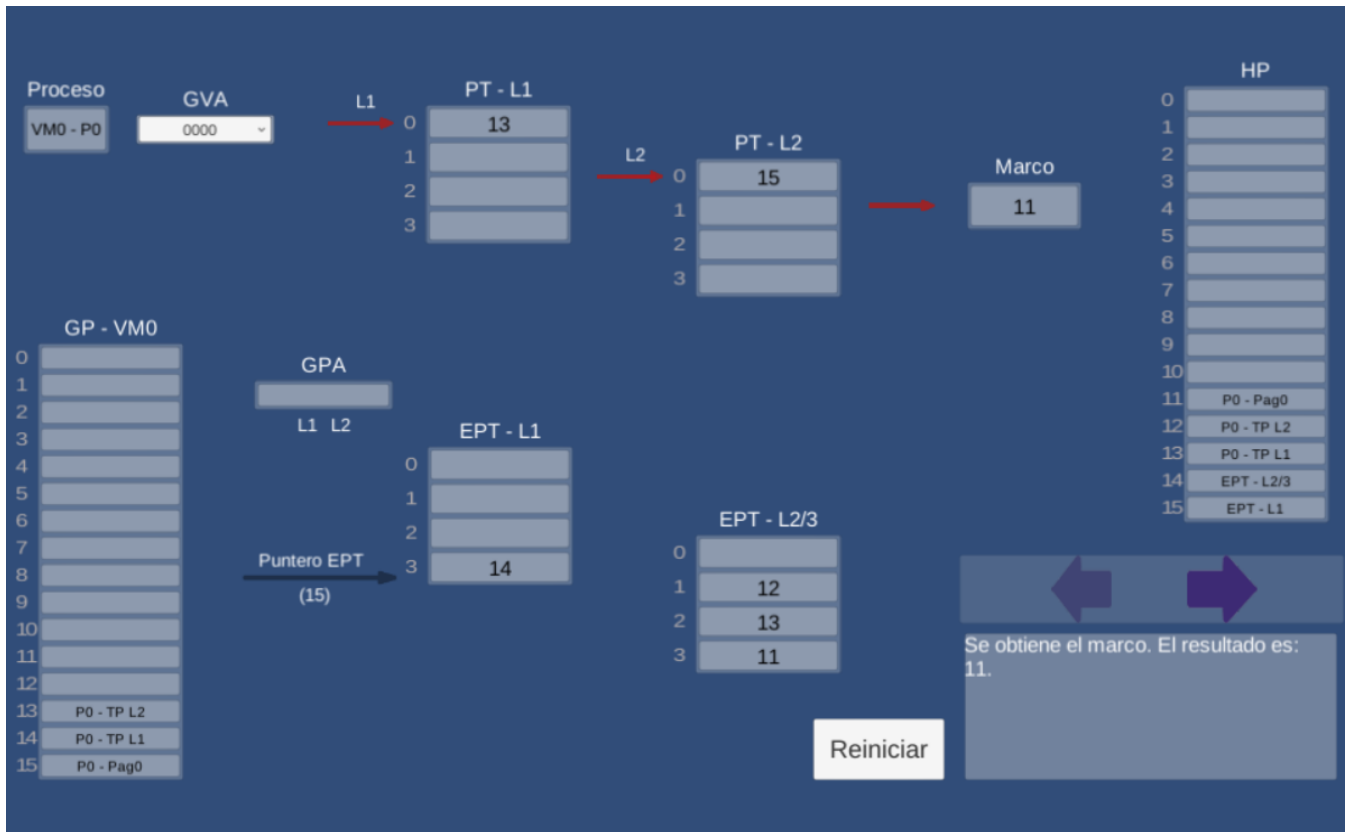 Proceso
VM0 - P0
GVA
0000
L1
PT - L1
0 13
1
2
3
L2
PT - L2
0 15
1
2
3
Marco
11
HP
0
1
2
3
4
5
6
7
8
9
10
11 P0 - Pag0
12 P0 - TP L2
13 P0 - TP L1
14 EPT - L2/3
15 EPT - L1
GP - VM0
0
1
2
3
4
5
6
7
8
9
10
11
12
13 P0 - TP L2
14 P0 - TP L1
15 P0 - Pag0
GPA
L1 L2
Puntero EPT
(15)
EPT - L1
0
1
2
3 14
EPT - L2/3
0
1 12
2 13
3 11
Se obtiene el marco. El resultado es:
11.
Reiniciar